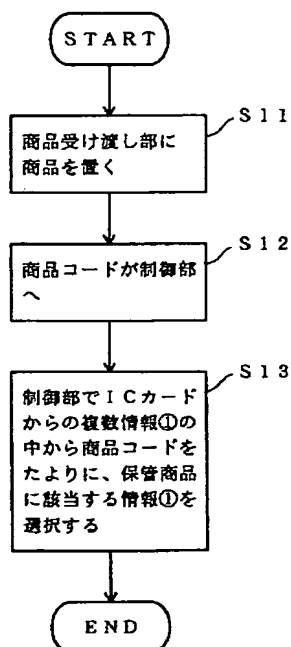 START
S11
商品受け渡し部に
商品を置く
S12
商品コードが制御部
へ
S13
制御部でICカード
からの複数情報①の
中から商品コードを
たよりに、保管商品
に該当する情報①を
選択する
END